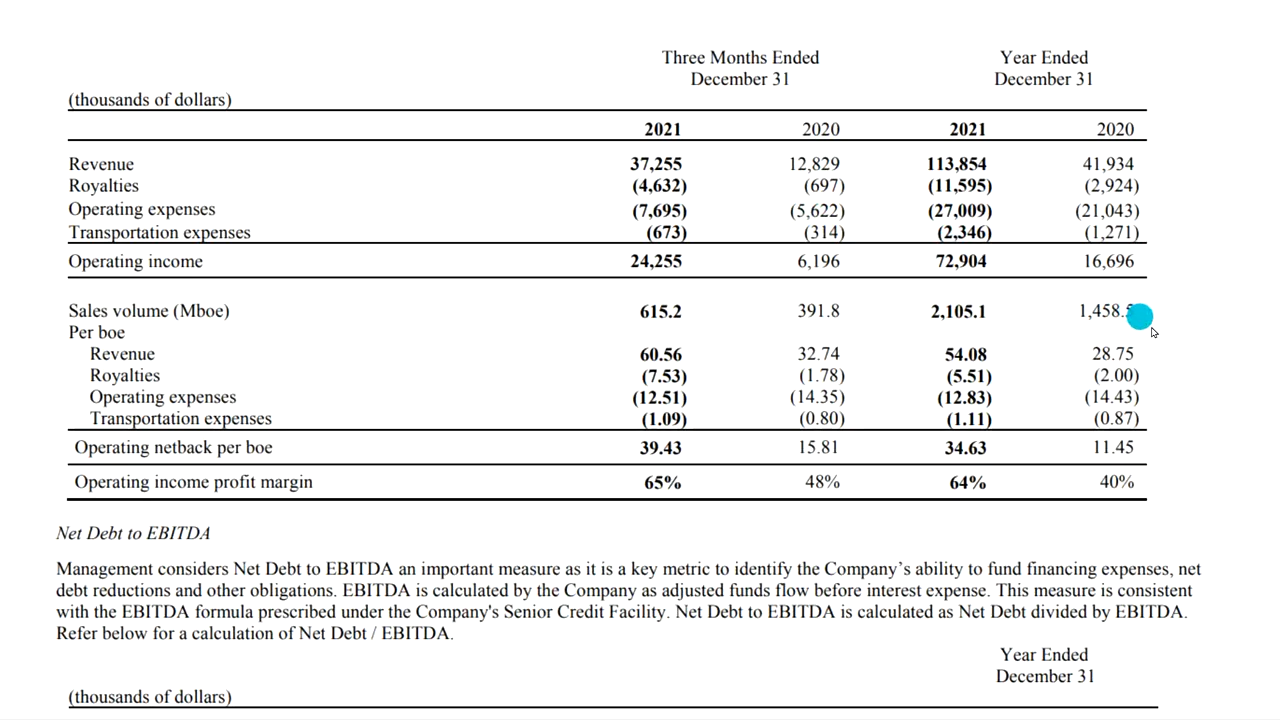 Three Months Ended Year Ended
December 31 December 31
(thousands of dollars)
2021 2020 2021 2020
Revenue 37,255 12,829 113,854 41,934
Royalties (4,632) (697) (11,595) (2,924)
Operating expenses (7,695) (5,622) (27,009) (21,043)
Transportation expenses (673) (314) (2,346) (1,271)
Operating income 24,255 6,196 72,904 16,696
Sales volume (Mboe) 615.2 391.8 2,105.1
Per boe
Revenue 60.56 32.74 54.08 28.75
Royalties (7.53) (1.78) (5.51) (2.00)
Operating expenses (12.51) (14.35) (12.83) (14.43)
Transportation expenses (1.09) (0.80) (1.11) (0.87)
Operating netback per boe 39.43 15.81 34.63 11.45
Operating income profit margin 65% 48% 64% 40%
Net Debt to EBITDA
Management considers Net Debt to EBITDA an important measure as it is a key metric to identify the Company’s ability to fund financing expenses, net
debt reductions and other obligations. EBITDA is calculated by the Company as adjusted funds flow before interest expense. This measure is consistent
with the EBITDA formula prescribed under the Company's Senior Credit Facility. Net Debt to EBITDA is calculated as Net Debt divided by EBITDA.
Refer below for a calculation of Net Debt / EBITDA.
Year Ended
December 31
(thousands of dollars)